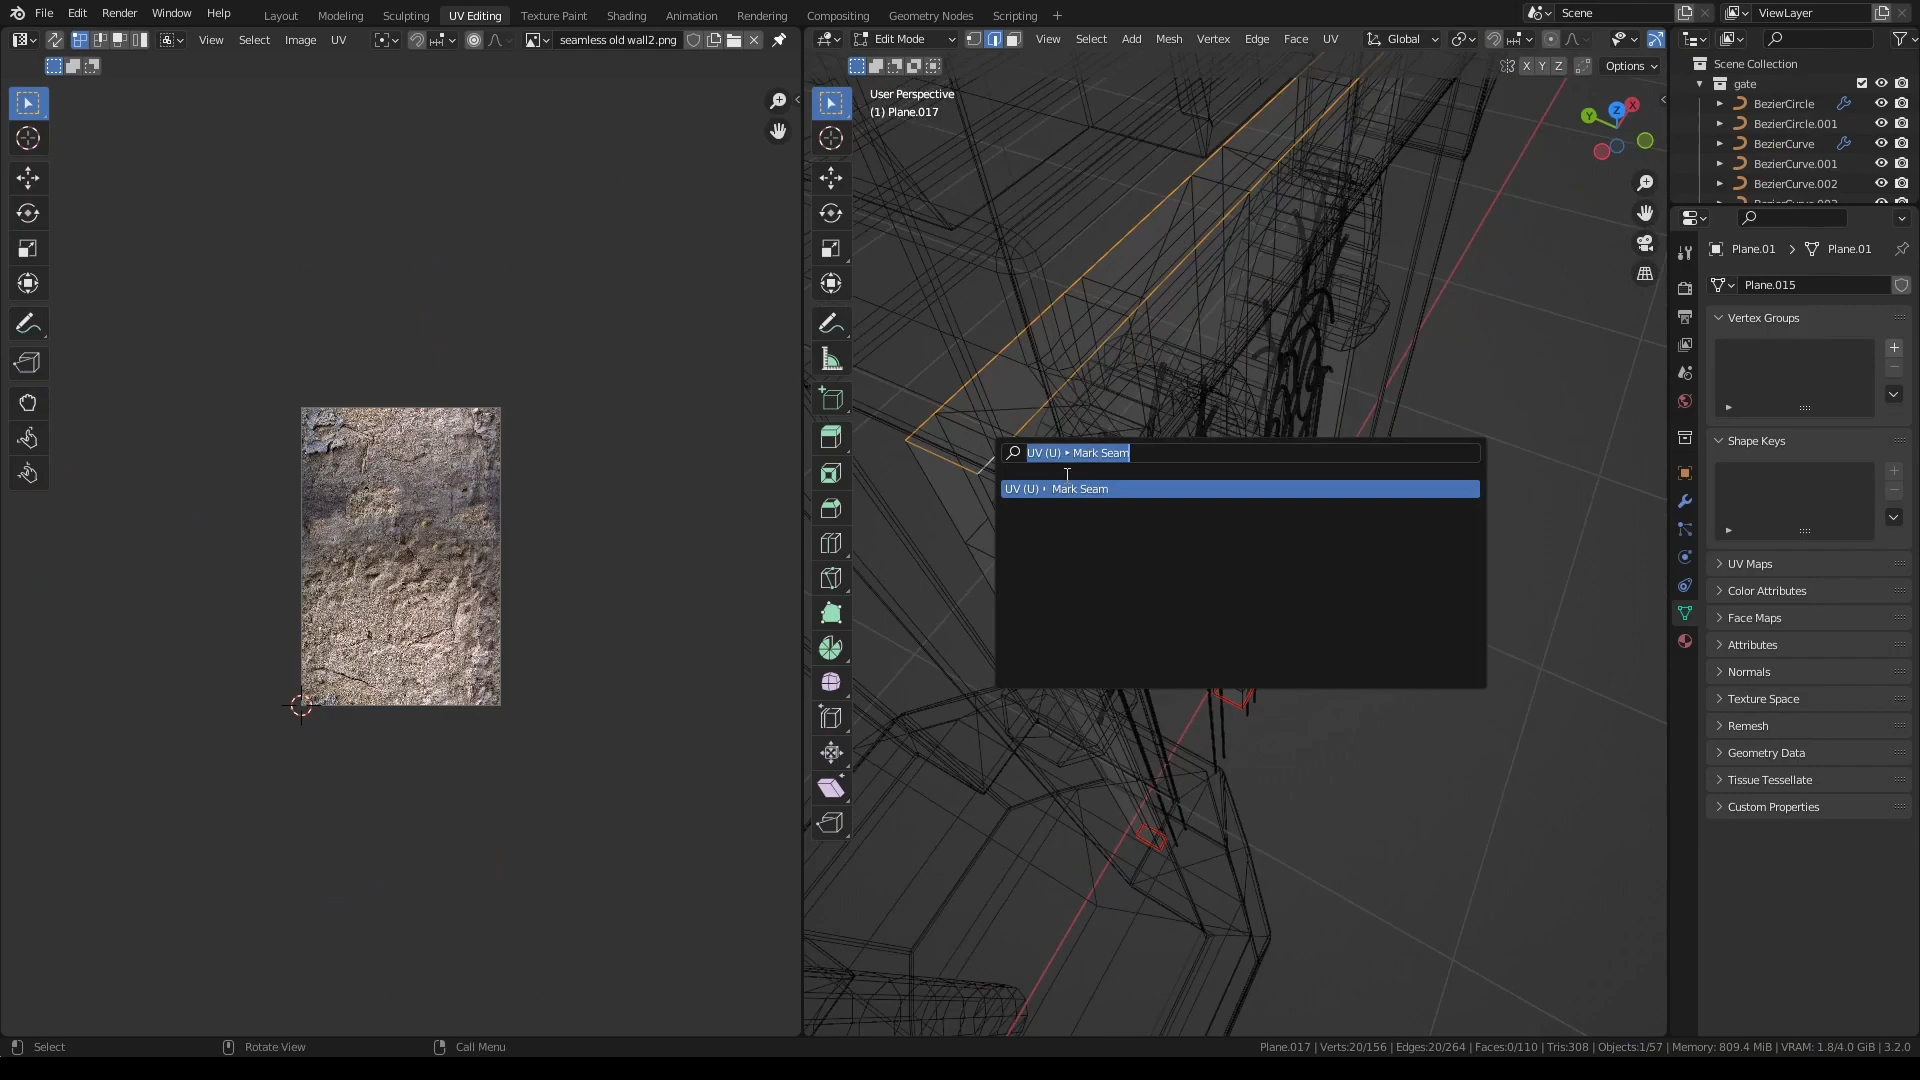 File Edit Render Window Help Layout Modeling Sculpting UV Editing Texture Paint Shading Animation Rendering Compositing Geometry Nodes Scripting Scene ViewLayer
View Select Image UV seamless old wall2.png
Edit Mode View Select Add Mesh Vertex Edge Face UV Global
X Y Z Options
User Perspective
(1) Plane.017
X
Y
Z
UV (U) ▸ Mark Seam
UV (U) ▸ Mark Seam
Scene Collection
gate
BezierCircle
BezierCircle.001
BezierCurve
BezierCurve.001
BezierCurve.002
Plane.01 Plane.01
Plane.015
Vertex Groups
Shape Keys
UV Maps
Color Attributes
Face Maps
Attributes
Normals
Texture Space
Remesh
Geometry Data
Tissue Tessellate
Custom Properties
Select Rotate View Call Menu Plane.017 | Verts:20/156 | Edges:20/264 | Faces:0/110 | Tris:308 | Objects:1/57 | Memory: 809.4 MiB | VRAM: 1.8/4.0 GiB | 3.2.0